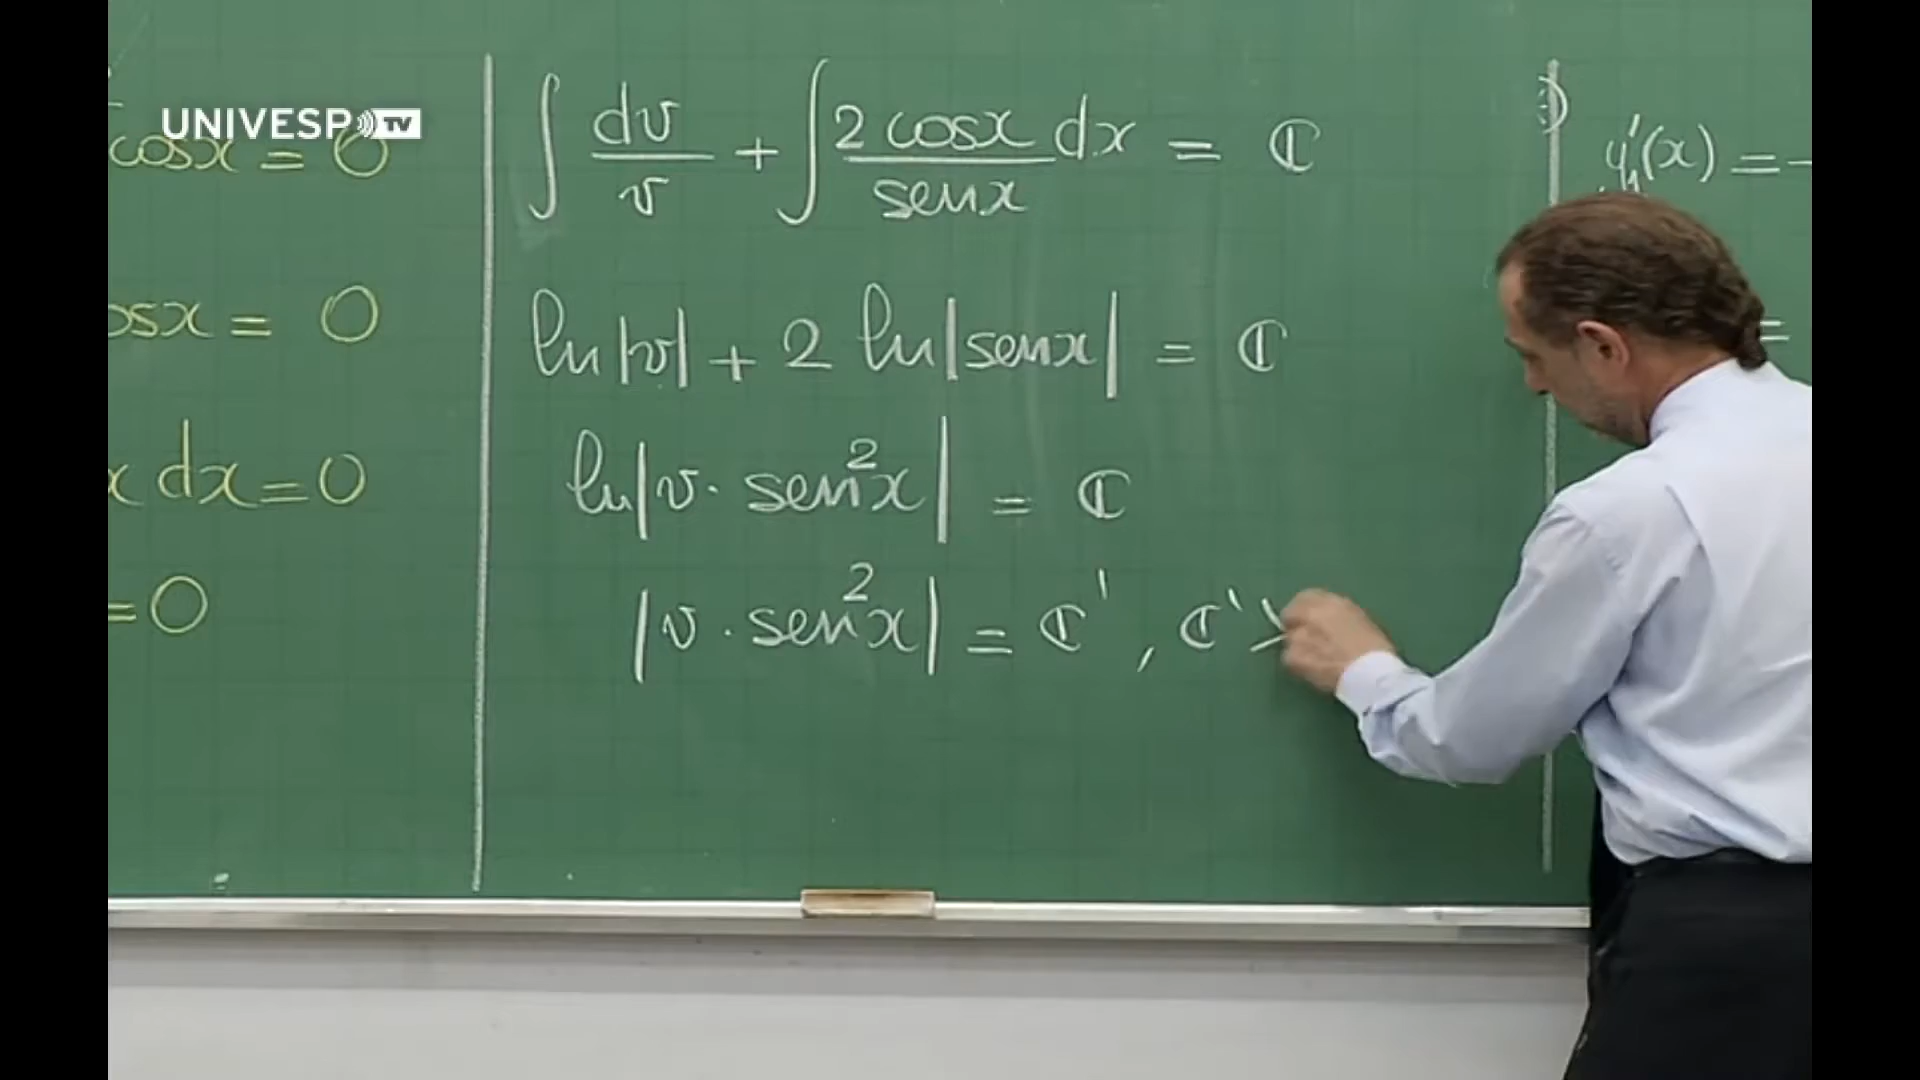 UNIVESP TV
cosx = 0
osx = 0
x dx = 0
= 0
∫ dv/v + ∫ 2 cosx/senx dx = ℂ
ln|v| + 2 ln|senx| = ℂ
ln|v · sen²x| = ℂ
|v · sen²x| = ℂ', ℂ' >
y₁'(x) = -
=